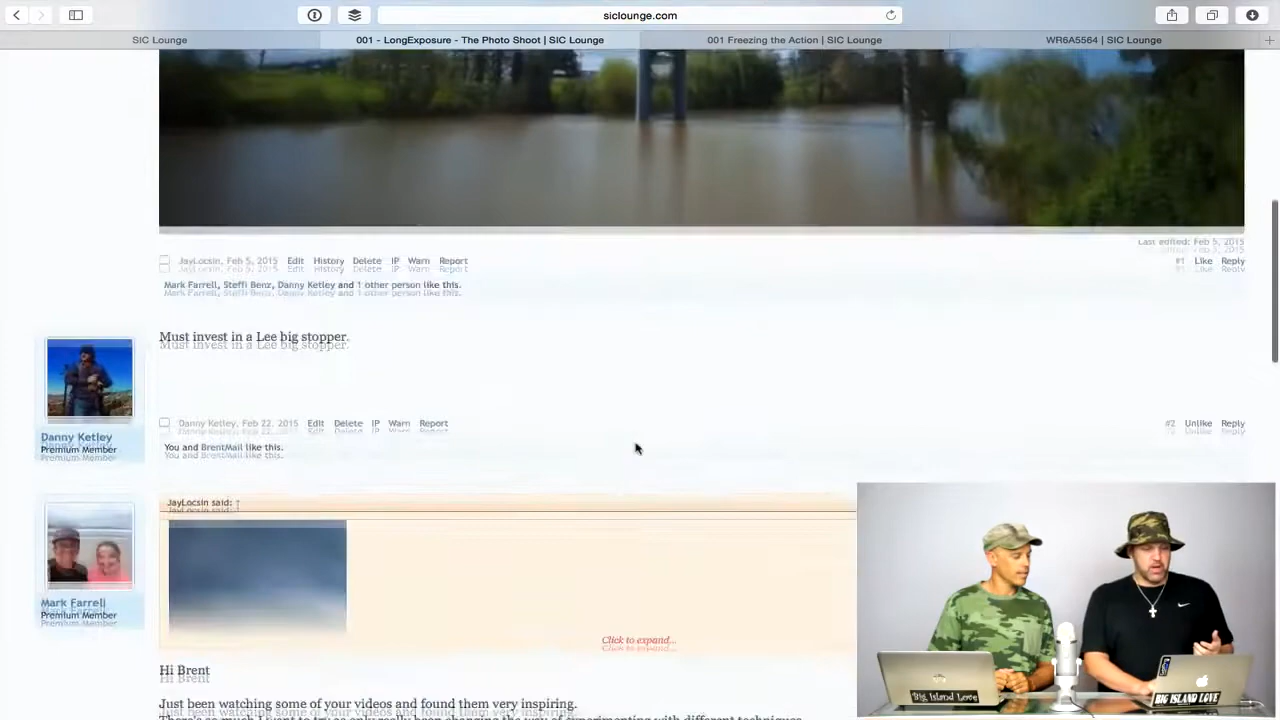 siclounge.com
SIC Lounge
001 - LongExposure - The Photo Shoot | SIC Lounge
001 Freezing the Action | SIC Lounge
WR6A5564 | SIC Lounge
Last edited: Feb 5, 2015
JayLocsin, Feb 5, 2015 Edit History Delete IP Warn Report
#1 Like Reply
Mark Farrell, Steffi Benz, Danny Ketley and 1 other person like this.
Must invest in a Lee big stopper.
Danny Ketley
Premium Member
Danny Ketley, Feb 22, 2015 Edit Delete IP Warn Report
#2 Unlike Reply
You and BrentMail like this.
JayLocsin said: ↑
Click to expand...
Mark Farrell
Premium Member
Hi Brent
Just been watching some of your videos and found them very inspiring.
Big Island Love
BIG ISLAND LOVE